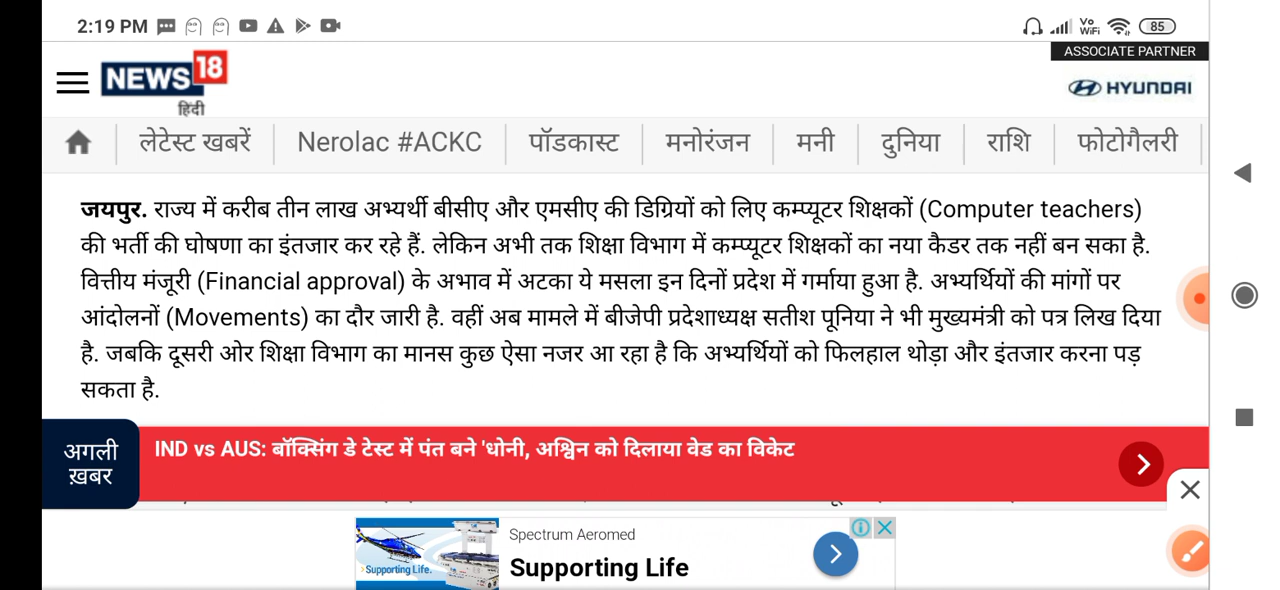 2:19 PM
Vo WiFi
85
ASSOCIATE PARTNER
NEWS 18
हिंदी
HYUNDAI
लेटेस्ट खबरें Nerolac #ACKC पॉडकास्ट मनोरंजन मनी दुनिया राशि फोटोगैलरी
जयपुर. राज्य में करीब तीन लाख अभ्यर्थी बीसीए और एमसीए की डिग्रियों को लिए कम्प्यूटर शिक्षकों (Computer teachers)
की भर्ती की घोषणा का इंतजार कर रहे हैं. लेकिन अभी तक शिक्षा विभाग में कम्प्यूटर शिक्षकों का नया कैडर तक नहीं बन सका है.
वित्तीय मंजूरी (Financial approval) के अभाव में अटका ये मसला इन दिनों प्रदेश में गर्माया हुआ है. अभ्यर्थियों की मांगों पर
आंदोलनों (Movements) का दौर जारी है. वहीं अब मामले में बीजेपी प्रदेशाध्यक्ष सतीश पूनिया ने भी मुख्यमंत्री को पत्र लिख दिया
है. जबकि दूसरी ओर शिक्षा विभाग का मानस कुछ ऐसा नजर आ रहा है कि अभ्यर्थियों को फिलहाल थोड़ा और इंतजार करना पड़
सकता है.
अगली
ख़बर
IND vs AUS: बॉक्सिंग डे टेस्ट में पंत बने 'धोनी, अश्विन को दिलाया वेड का विकेट
Spectrum Aeromed
Supporting Life
Supporting Life.